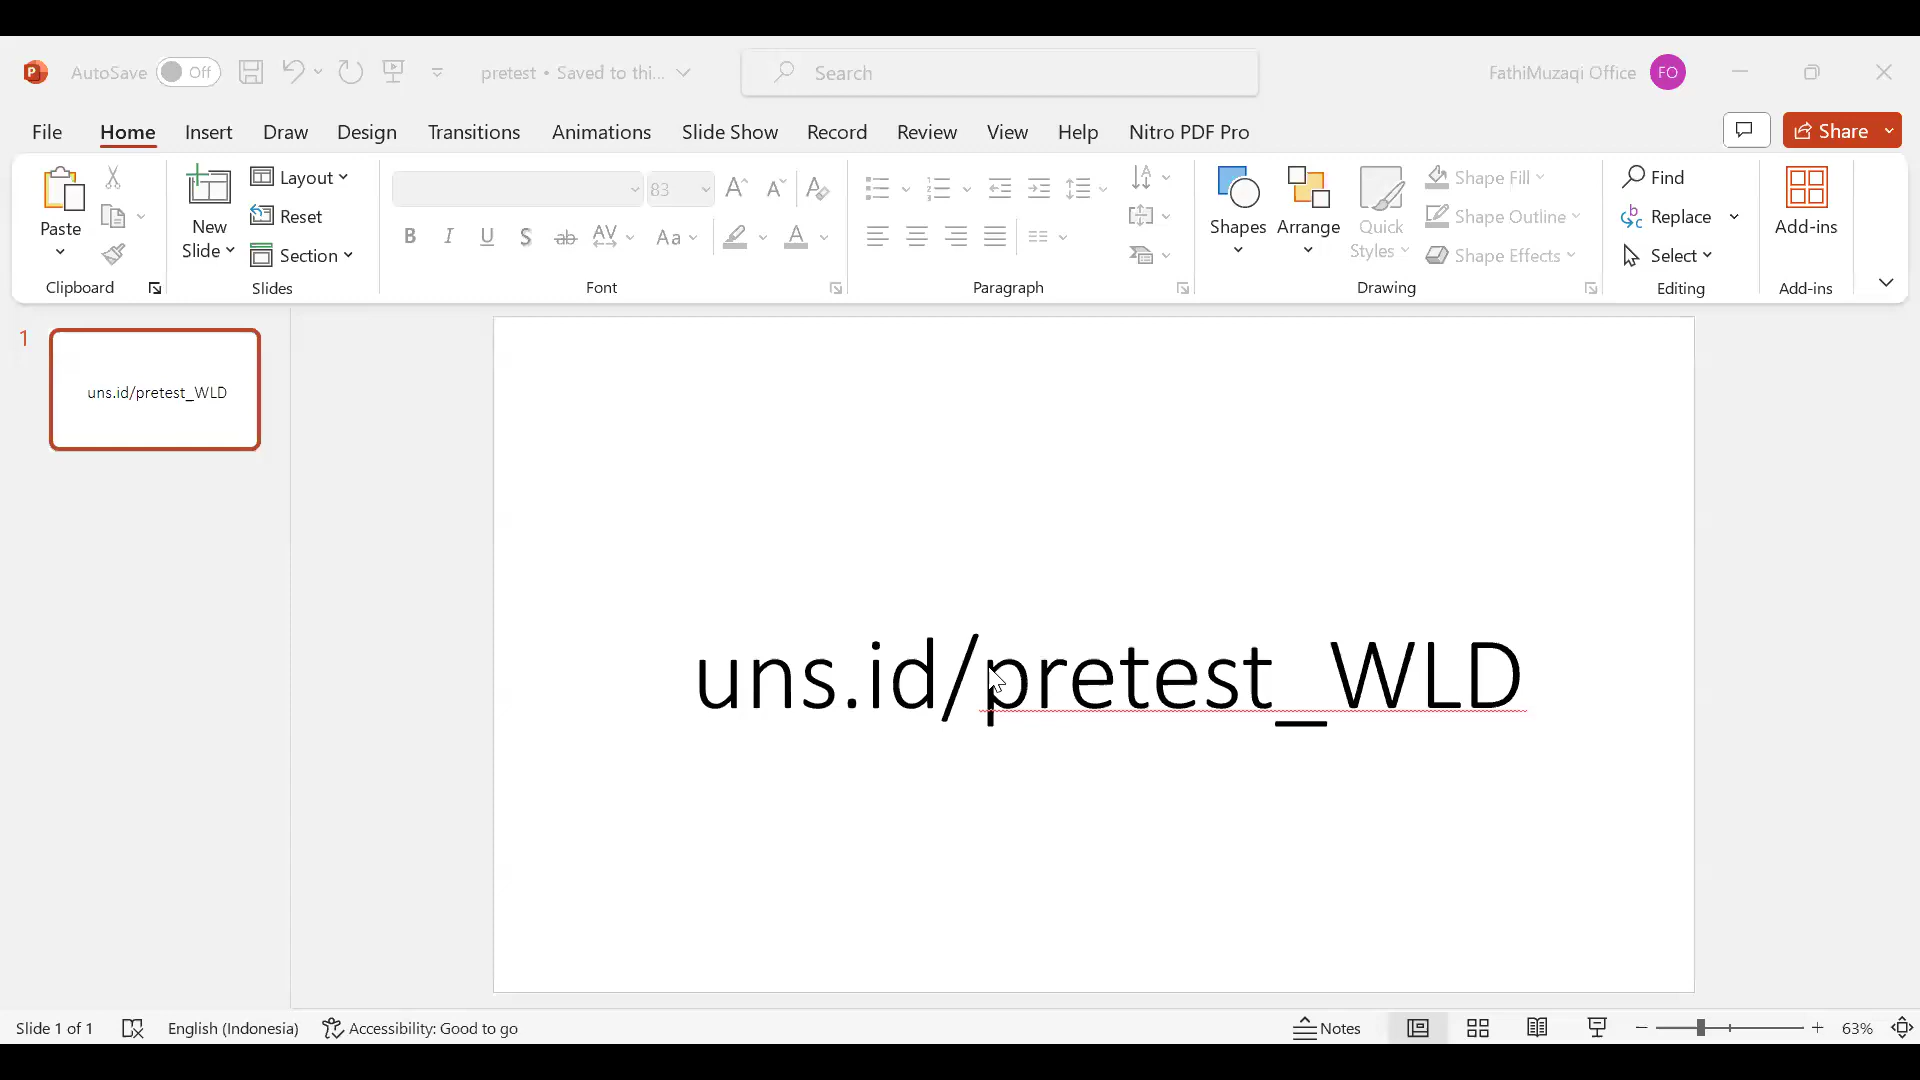 AutoSave Off pretest • Saved to thi... Search FathiMuzaqi Office FO
File Home Insert Draw Design Transitions Animations Slide Show Record Review View Help Nitro PDF Pro Share
Paste
Clipboard
New Slide
Layout
Reset
Section
Slides
83
Font
Paragraph
Shapes
Arrange
Quick Styles
Shape Fill
Shape Outline
Shape Effects
Drawing
Find
Replace
Select
Editing
Add-ins
Add-ins
1
uns.id/pretest_WLD
uns.id/pretest_WLD
Slide 1 of 1 English (Indonesia) Accessibility: Good to go Notes 63%